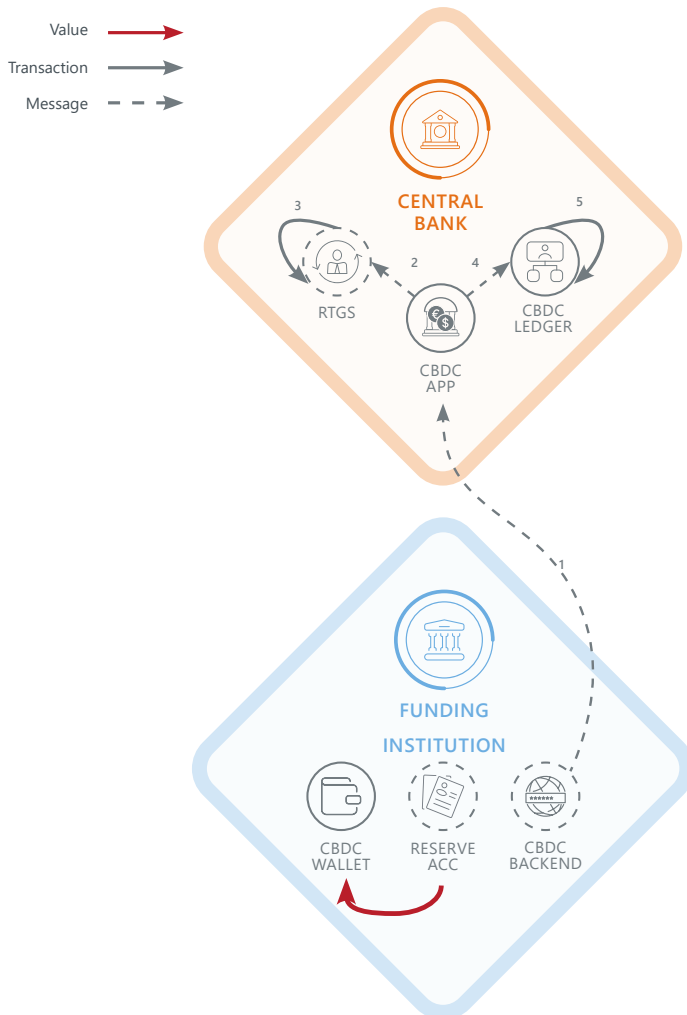 Value
Transaction
Message
CENTRAL
BANK
3
5
2
4
RTGS
CBDC
LEDGER
€
$
CBDC
APP
1
FUNDING
INSTITUTION
******
CBDC
WALLET
RESERVE
ACC
CBDC
BACKEND